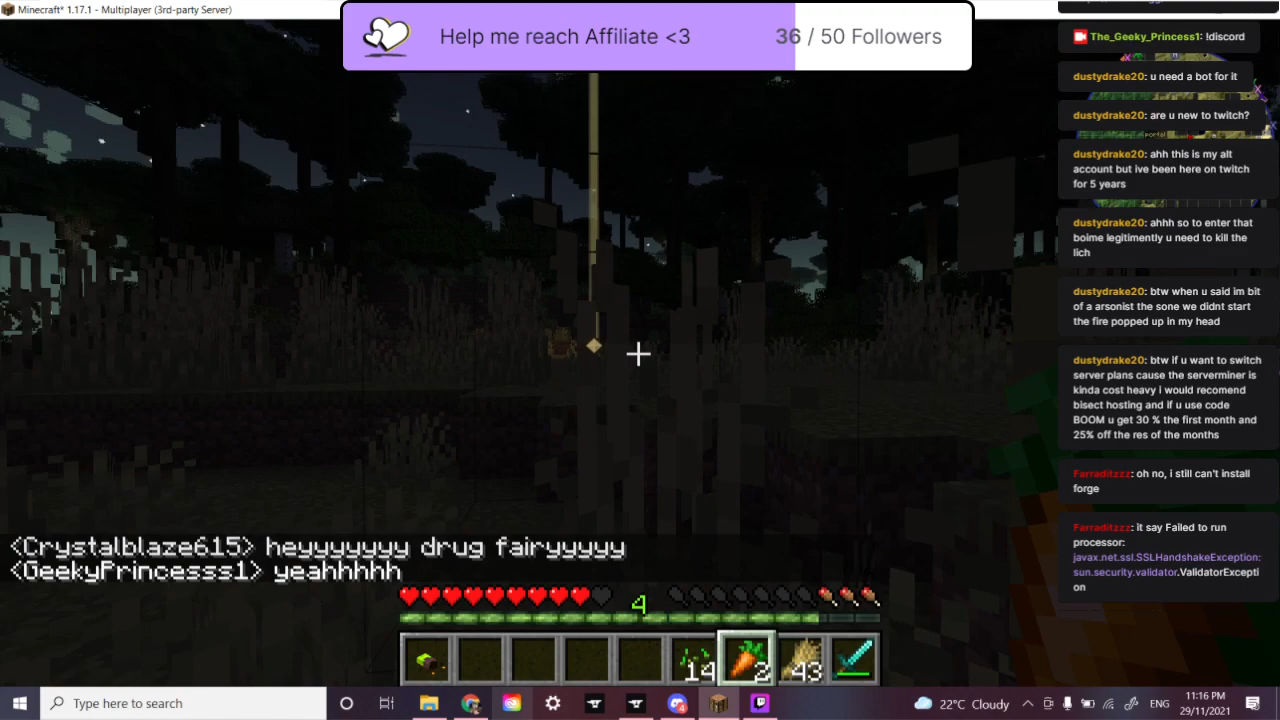 Minecraft* 1.17.1 - Multiplayer (3rd-party Server)
Help me reach Affiliate <3
36 / 50 Followers
The_Geeky_Princess1: !discord
dustydrake20: u need a bot for it
dustydrake20: are u new to twitch?
portal
dustydrake20: ahh this is my alt
account but ive been here on twitch
for 5 years
dustydrake20: ahhh so to enter that
boime legitimently u need to kill the
lich
dustydrake20: btw when u said im bit
of a arsonist the sone we didnt start
the fire popped up in my head
dustydrake20: btw if u want to switch
server plans cause the serverminer is
kinda cost heavy i would recomend
bisect hosting and if u use code
BOOM u get 30 % the first month and
25% off the res of the months
Farraditzzz: oh no, i still can't install
forge
Farraditzzz: it say Failed to run
processor:
javax.net.ssl.SSLHandshakeException:
sun.security.validator.ValidatorExcepti
on
<Crystalblaze615> heyyyyyyy drug fairyyyyy
<GeekyPrincesss1> yeahhhhh
4
14
2
43
Type here to search
22°C Cloudy
ENG
11:16 PM
29/11/2021